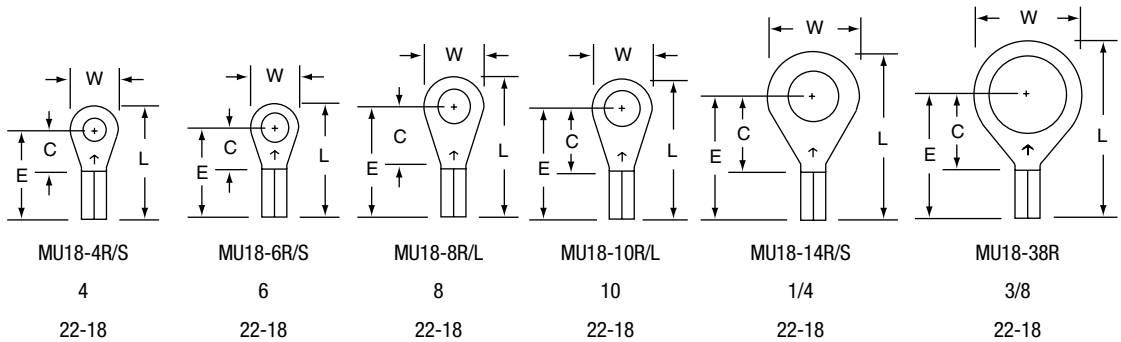 W W W W W W
C E L C E L C E L C E L C E L C E L
MU18-4R/S MU18-6R/S MU18-8R/L MU18-10R/L MU18-14R/S MU18-38R
4 6 8 10 1/4 3/8
22-18 22-18 22-18 22-18 22-18 22-18